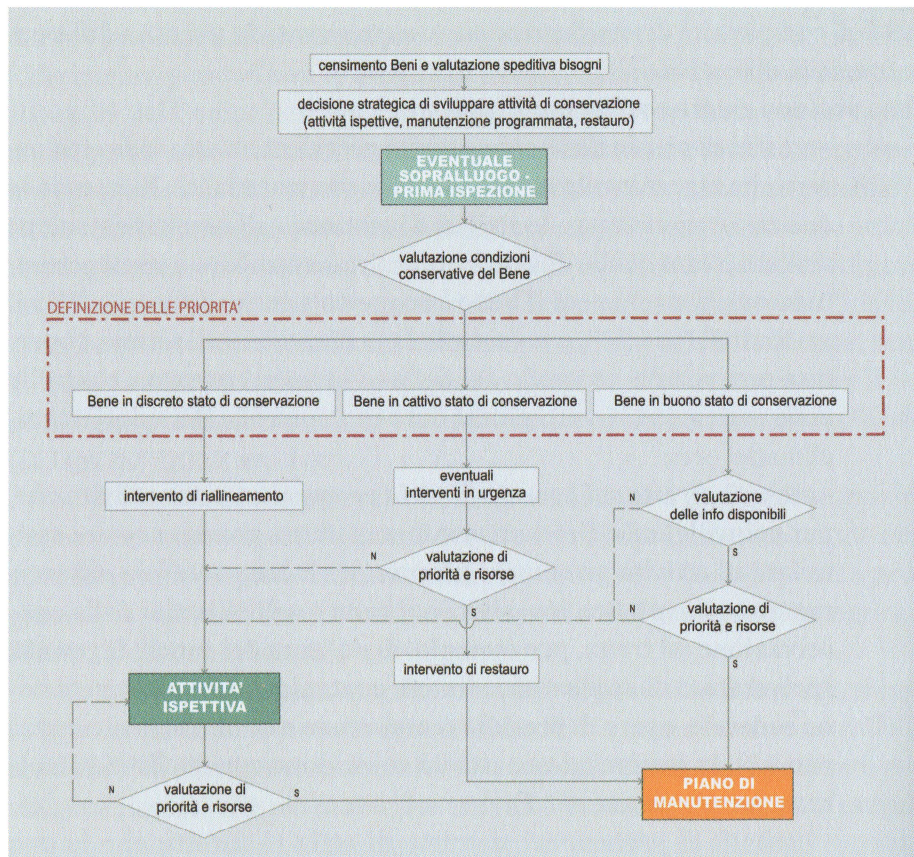 censimento Beni e valutazione speditiva bisogni
decisione strategica di sviluppare attività di conservazione
(attività ispettive, manutenzione programmata, restauro)
EVENTUALE
SOPRALLUOGO -
PRIMA ISPEZIONE
valutazione condizioni
conservative del Bene
DEFINIZIONE DELLE PRIORITA'
Bene in discreto stato di conservazione
Bene in cattivo stato di conservazione
Bene in buono stato di conservazione
intervento di riallineamento
eventuali
interventi in urgenza
valutazione
delle info disponibili
N
S
valutazione di
priorità e risorse
N
S
valutazione di
priorità e risorse
N
S
intervento di restauro
ATTIVITA'
ISPETTIVA
valutazione di
priorità e risorse
N
S
PIANO DI
MANUTENZIONE